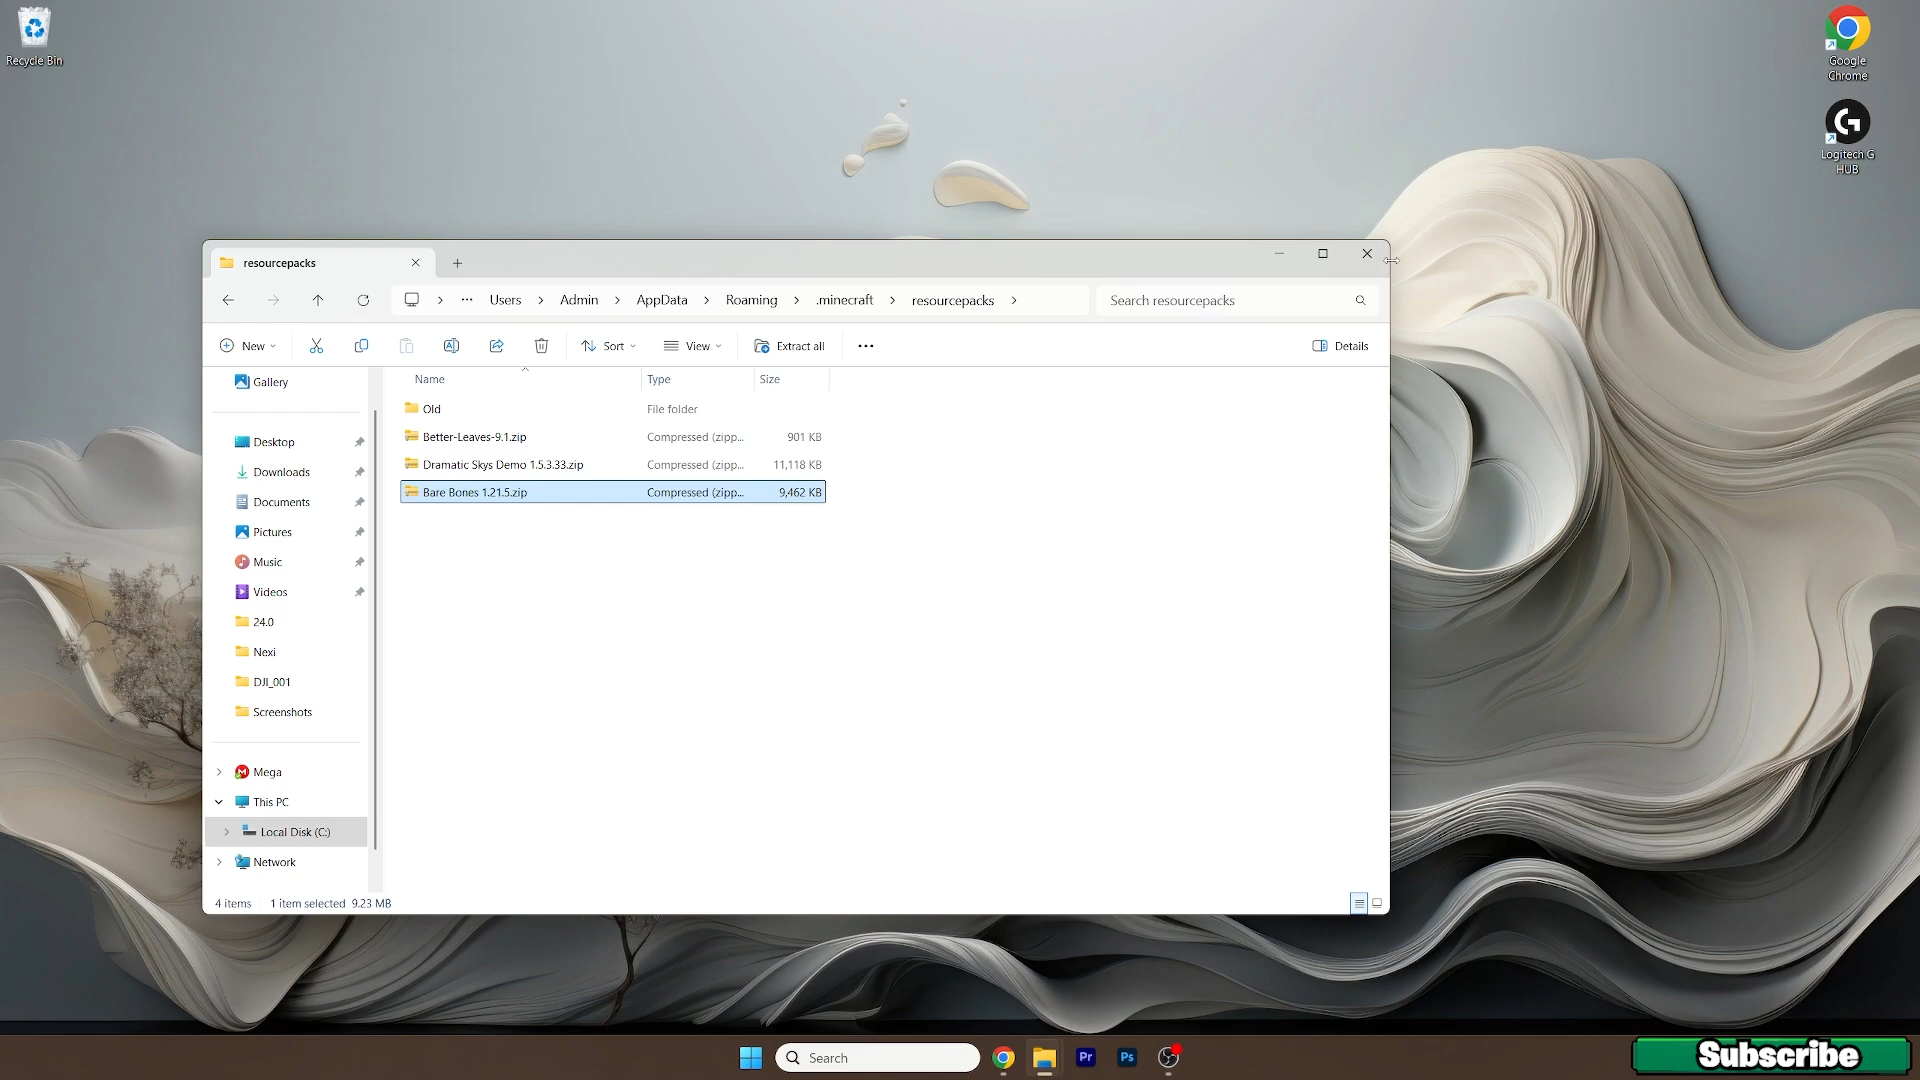 Recycle Bin
Google
Chrome
Logitech G
HUB
resourcepacks
Users
Admin
AppData
Roaming
.minecraft
resourcepacks
Search resourcepacks
New
Sort
View
Extract all
Details
Gallery
Desktop
Downloads
Documents
Pictures
Music
Videos
24.0
Nexi
DJI_001
Screenshots
Mega
This PC
Local Disk (C:)
Network
Name Type Size
Old File folder
Better-Leaves-9.1.zip Compressed (zipp... 901 KB
Dramatic Skys Demo 1.5.3.33.zip Compressed (zipp... 11,118 KB
Bare Bones 1.21.5.zip Compressed (zipp... 9,462 KB
4 items 1 item selected 9.23 MB
Search
Pr
Ps
Subscribe